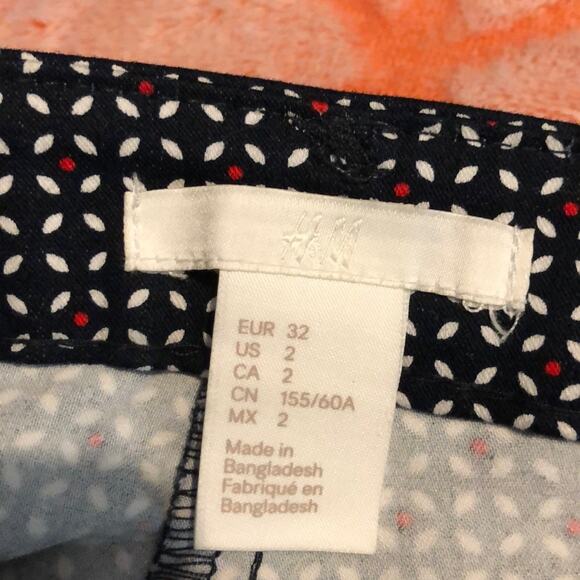 H&M
EUR 32
US 2
CA 2
CN 155/60A
MX 2
Made in
Bangladesh
Fabriqué en
Bangladesh